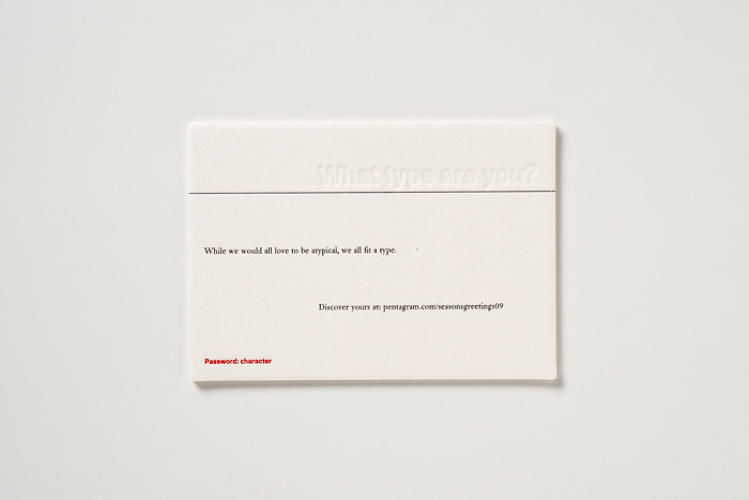 What type are you?
While we would all love to be atypical, we all fit a type.
Discover yours at: pentagram.com/seasonsgreetings09
Password: character